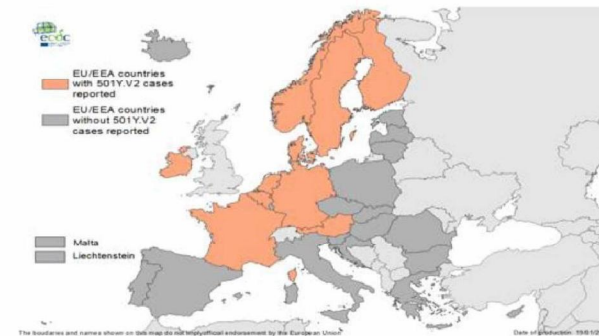 ecdc
EU/EEA countries
with 501Y.V2 cases
reported
EU/EEA countries
without 501Y.V2
cases reported
Malta
Liechtenstein
The boudaries and names shown on this map do not imply official endorsement by the European Union
Date of production: